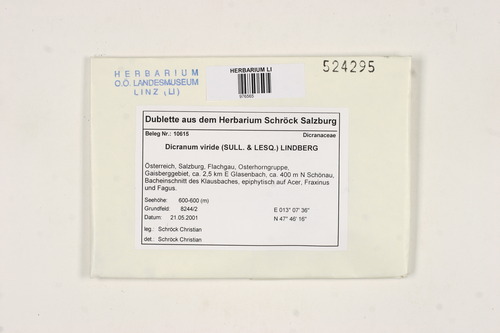 HERBARIUM
O.Ö. LANDESMUSEUM
LINZ (LI)
HERBARIUM LI
524295
Dublette aus dem Herbarium Schröck Salzburg
Beleg Nr.: 10615 Dicranaceae
Dicranum viride (SULL. & LESQ.) LINDBERG
Österreich, Salzburg, Flachgau, Osterhorngruppe,
Gaisberggebiet, ca. 2,5 km E Glasenbach, ca. 400 m N Schönau,
Bacheinschnitt des Klausbaches, epiphytisch auf Acer, Fraxinus
und Fagus.
Seehöhe: 600-600 (m)
Grundfeld: 8244/2 E 013° 07' 36"
Datum: 21.05.2001 N 47° 46' 16"
leg.: Schröck Christian
det.: Schröck Christian